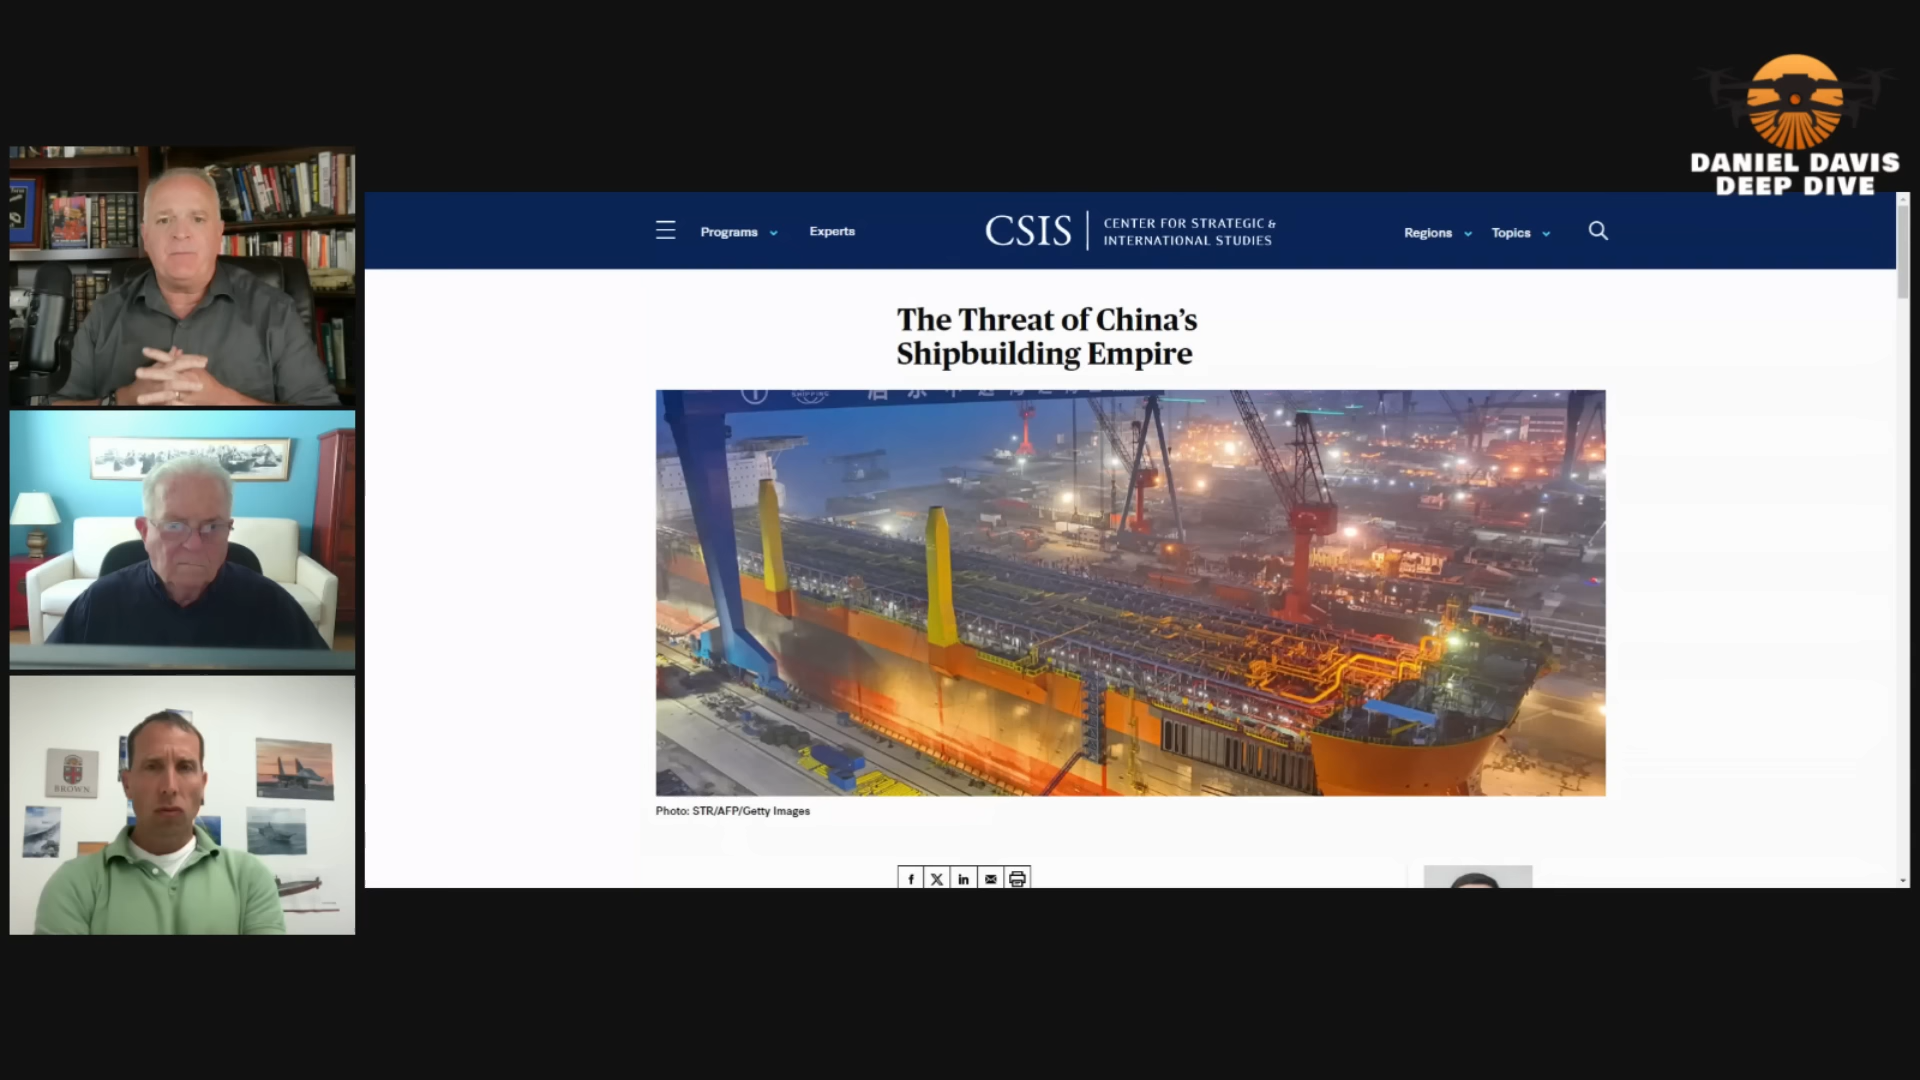 DANIEL DAVIS
DEEP DIVE
Programs
Experts
CSIS
CENTER FOR STRATEGIC &
INTERNATIONAL STUDIES
Regions
Topics
The Threat of China's
Shipbuilding Empire
SHIPPING
Photo: STR/AFP/Getty Images
BROWN